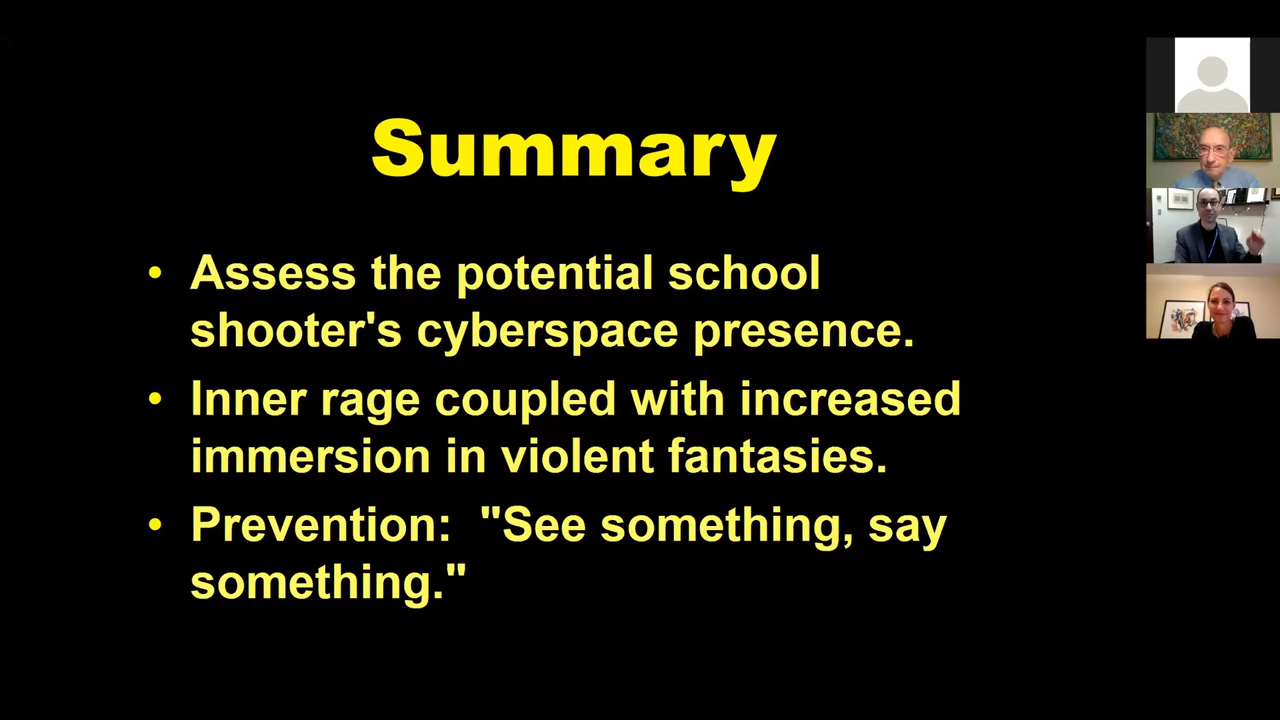 Summary
• Assess the potential school
shooter's cyberspace presence.
• Inner rage coupled with increased
immersion in violent fantasies.
• Prevention:  "See something, say
something."